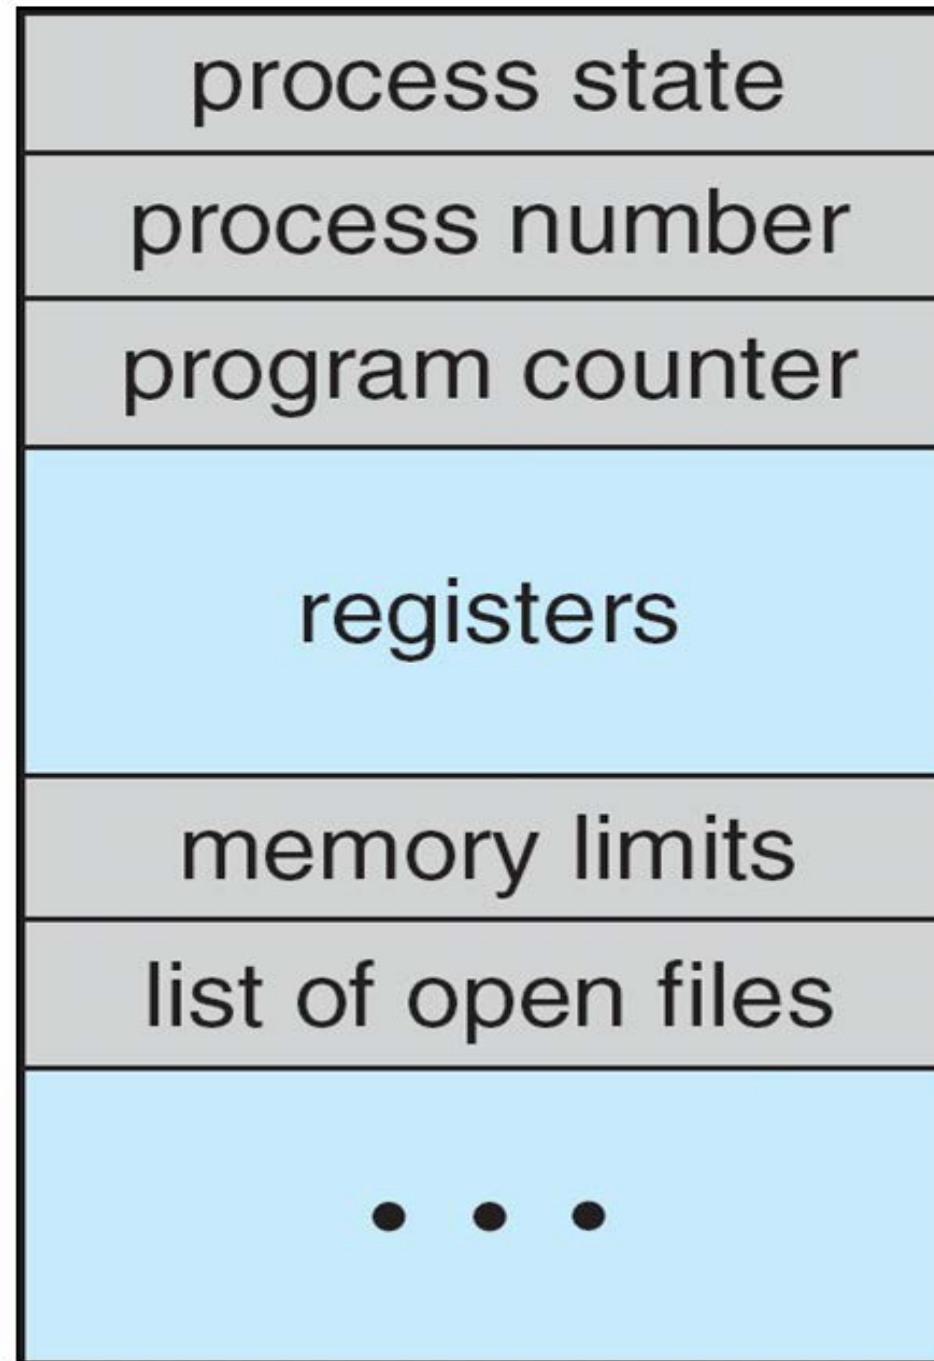 process state
process number
program counter
registers
memory limits
list of open files
• • •